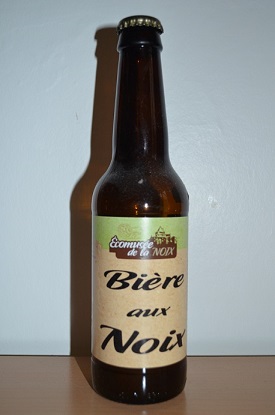 Écomusée
de la NOIX
Bière
aux
Noix